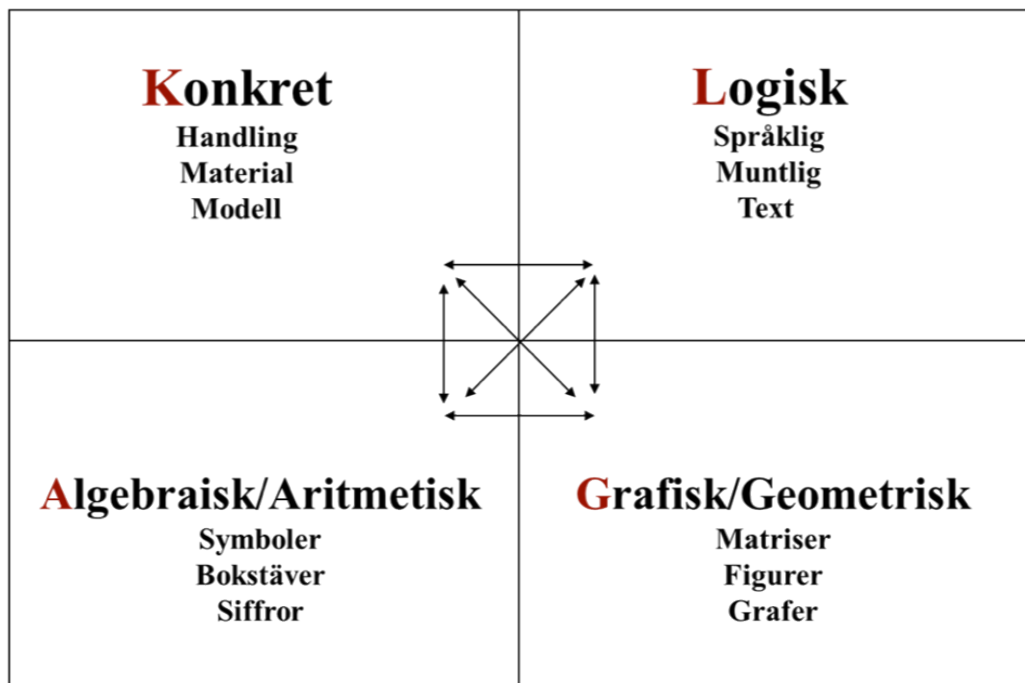 Konkret
Handling
Material
Modell
Logisk
Språklig
Muntlig
Text
Algebraisk/Aritmetisk
Symboler
Bokstäver
Siffror
Grafisk/Geometrisk
Matriser
Figurer
Grafer